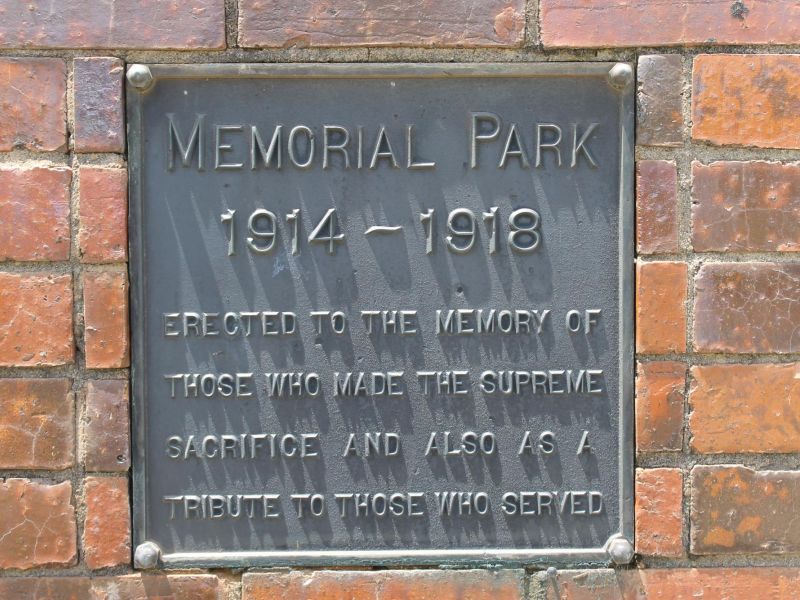 MEMORIAL PARK
1914 ~ 1918
ERECTED TO THE MEMORY OF
THOSE WHO MADE THE SUPREME
SACRIFICE AND ALSO AS A
TRIBUTE TO THOSE WHO SERVED